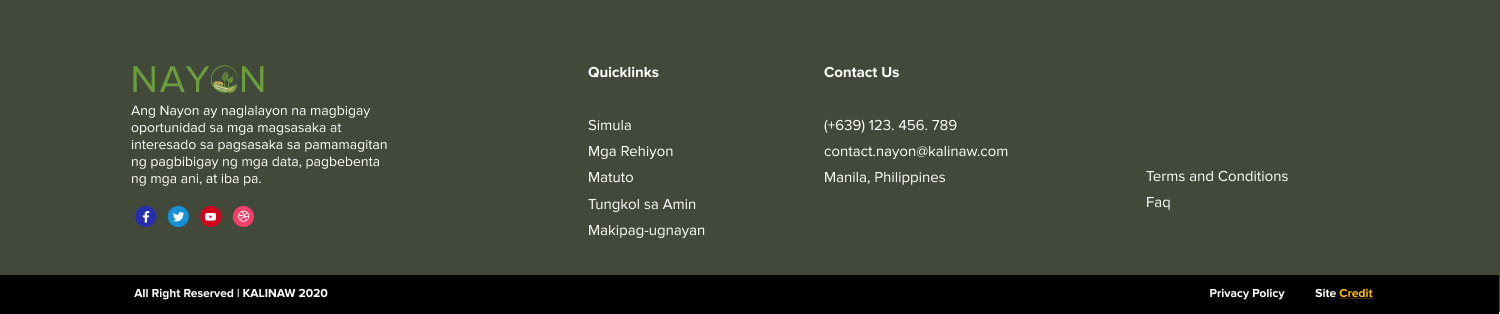 NAYON
Ang Nayon ay naglalayon na magbigay
oportunidad sa mga magsasaka at
interesado sa pagsasaka sa pamamagitan
ng pagbibigay ng mga data, pagbebenta
ng mga ani, at iba pa.
Quicklinks
Simula
Mga Rehiyon
Matuto
Tungkol sa Amin
Makipag-ugnayan
Contact Us
(+639) 123. 456. 789
contact.nayon@kalinaw.com
Manila, Philippines
Terms and Conditions
Faq
All Right Reserved | KALINAW 2020
Privacy Policy
Site Credit